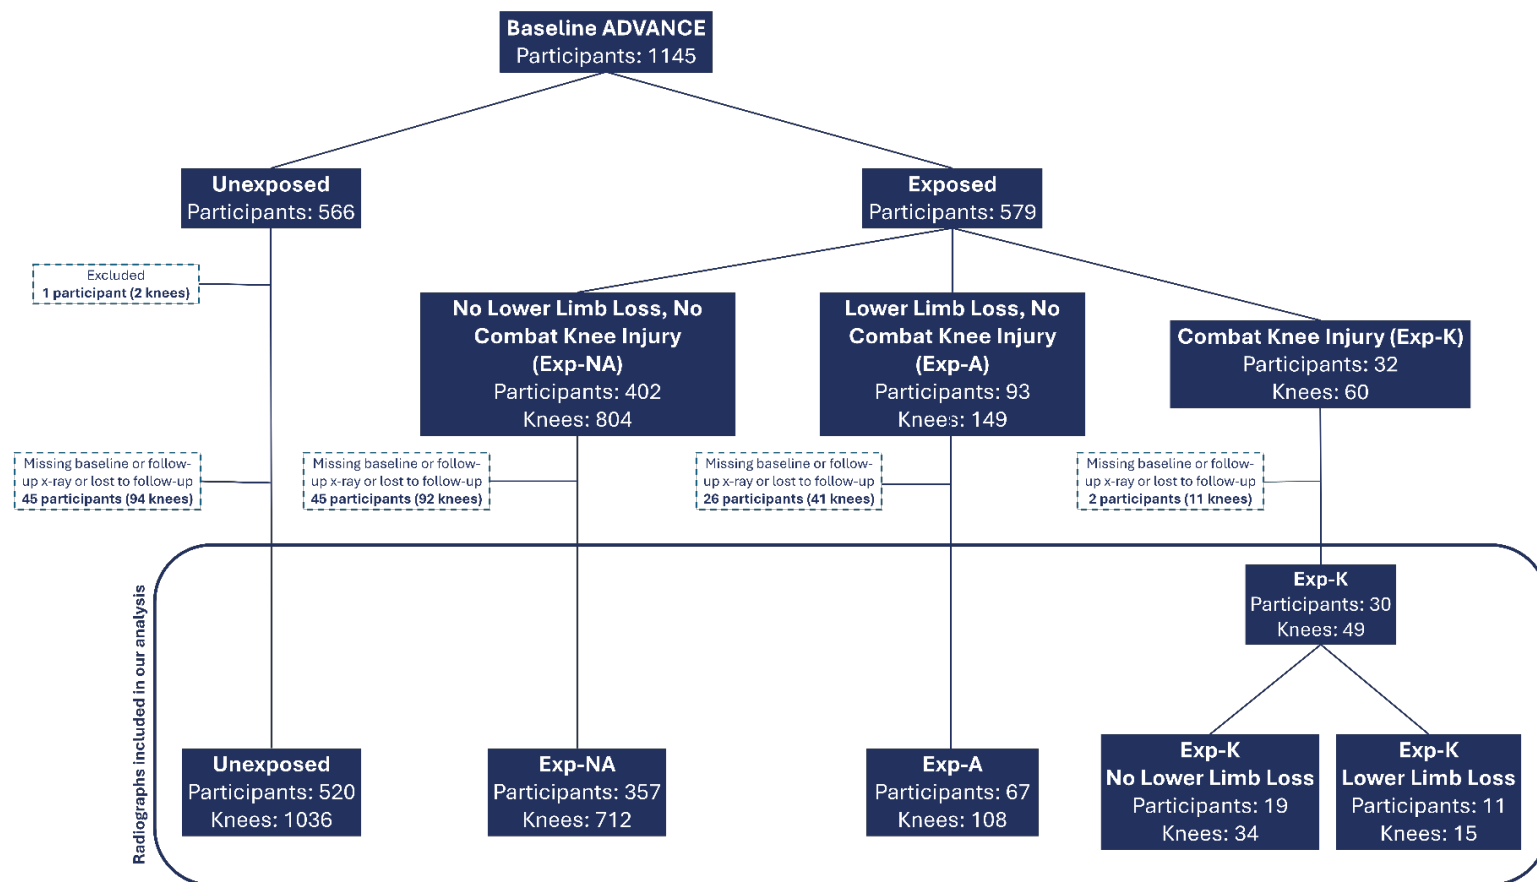 Baseline ADVANCE
Participants: 1145
Unexposed
Participants: 566
Exposed
Participants: 579
Excluded
1 participant (2 knees)
No Lower Limb Loss, No
Combat Knee Injury
(Exp-NA)
Participants: 402
Knees: 804
Lower Limb Loss, No
Combat Knee Injury
(Exp-A)
Participants: 93
Knees: 149
Combat Knee Injury (Exp-K)
Participants: 32
Knees: 60
Missing baseline or follow-
up x-ray or lost to follow-up
45 participants (94 knees)
Missing baseline or follow-
up x-ray or lost to follow-up
45 participants (92 knees)
Missing baseline or follow-
up x-ray or lost to follow-up
26 participants (41 knees)
Missing baseline or follow-
up x-ray or lost to follow-up
2 participants (11 knees)
Radiographs included in our analysis
Exp-K
Participants: 30
Knees: 49
Unexposed
Participants: 520
Knees: 1036
Exp-NA
Participants: 357
Knees: 712
Exp-A
Participants: 67
Knees: 108
Exp-K
No Lower Limb Loss
Participants: 19
Knees: 34
Exp-K
Lower Limb Loss
Participants: 11
Knees: 15